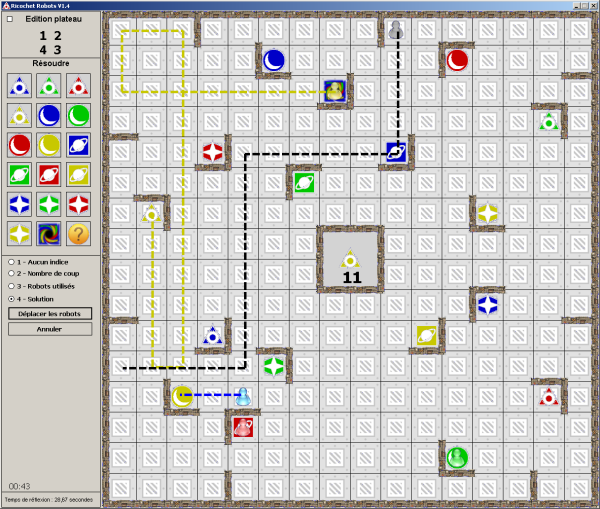 Ricochet Robots V1.4
Edition plateau
1 2
4 3
Résoudre
1 - Aucun indice
2 - Nombre de coup
3 - Robots utilisés
4 - Solution
Déplacer les robots
Annuler
00:43
Temps de réflexion : 28,67 secondes
11